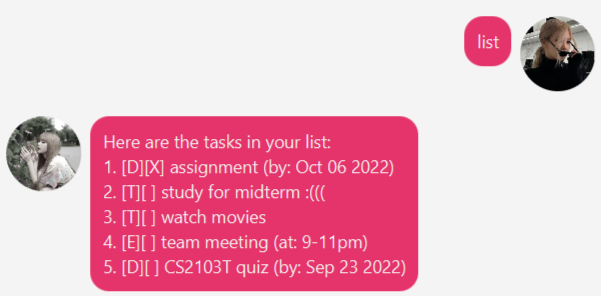 list
Here are the tasks in your list:
1. [D][X] assignment (by: Oct 06 2022)
2. [T][ ] study for midterm :(((
3. [T][ ] watch movies
4. [E][ ] team meeting (at: 9-11pm)
5. [D][ ] CS2103T quiz (by: Sep 23 2022)